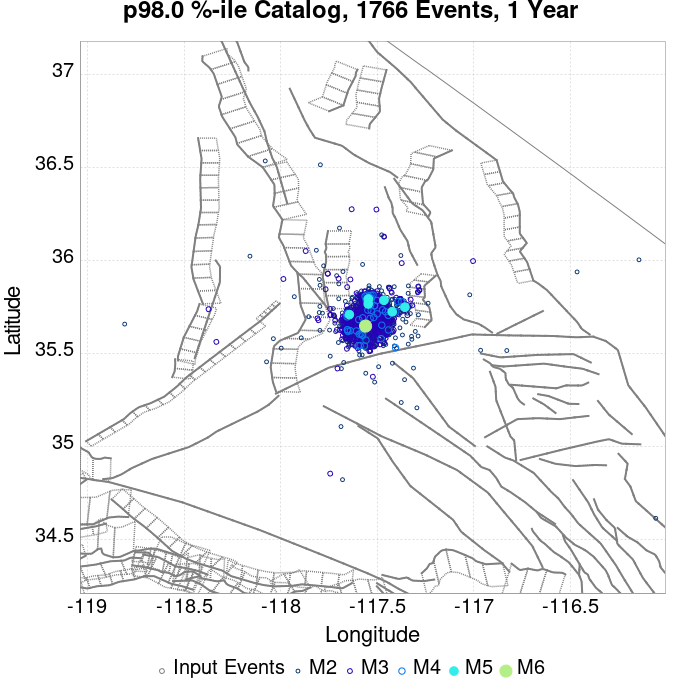 p98.0 %-ile Catalog, 1766 Events, 1 Year
37
36.5
36
35.5
35
34.5
Latitude
-119 -118.5 -118 -117.5 -117 -116.5
Longitude
Input Events M2 M3 M4 M5 M6